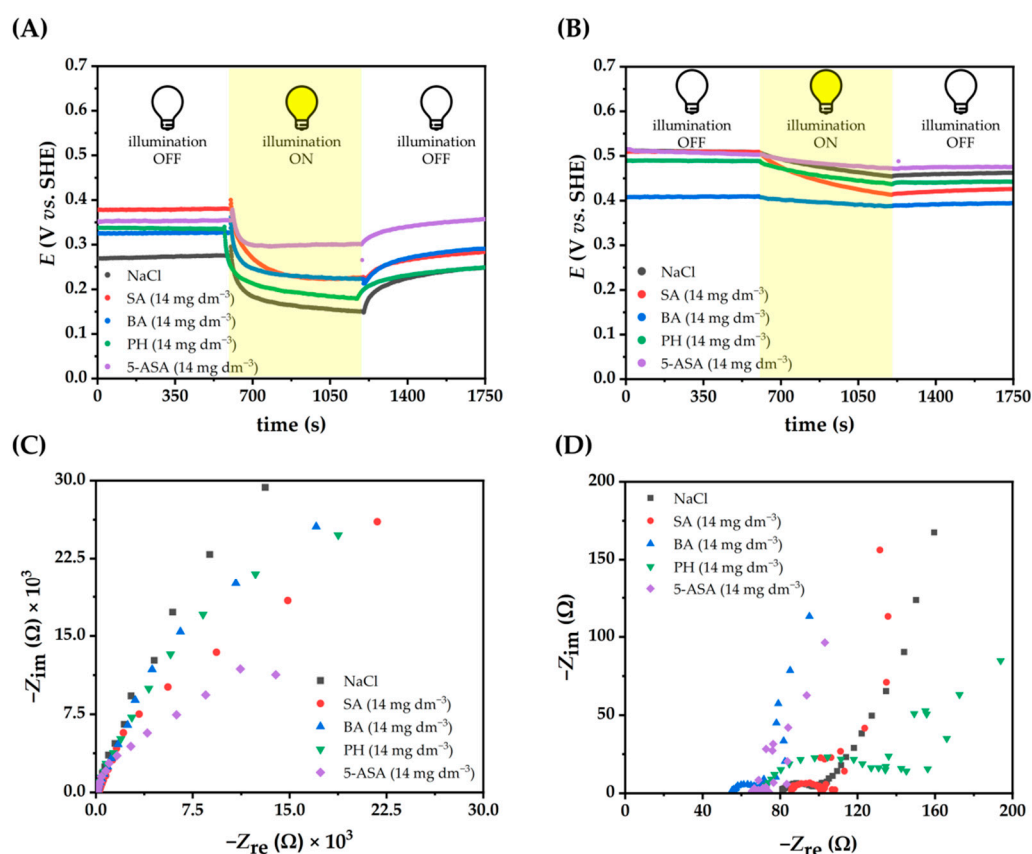 (A)
0.7
0.6
0.5
0.4
0.3
0.2
0.1
0.0
E (V vs. SHE)
illumination
OFF
illumination
ON
illumination
OFF
NaCl
SA (14 mg dm⁻³)
BA (14 mg dm⁻³)
PH (14 mg dm⁻³)
5-ASA (14 mg dm⁻³)
0 350 700 1050 1400 1750
time (s)
(B)
0.7
0.6
0.5
0.4
0.3
0.2
0.1
0.0
E (V vs. SHE)
illumination
OFF
illumination
ON
illumination
OFF
NaCl
SA (14 mg dm⁻³)
BA (14 mg dm⁻³)
PH (14 mg dm⁻³)
5-ASA (14 mg dm⁻³)
0 350 700 1050 1400 1750
time (s)
(C)
30.0
22.5
15.0
7.5
0.0
−Zim (Ω) × 10³
NaCl
SA (14 mg dm⁻³)
BA (14 mg dm⁻³)
PH (14 mg dm⁻³)
5-ASA (14 mg dm⁻³)
0.0 7.5 15.0 22.5 30.0
−Zre (Ω) × 10³
(D)
200
150
100
50
0
−Zim (Ω)
NaCl
SA (14 mg dm⁻³)
BA (14 mg dm⁻³)
PH (14 mg dm⁻³)
5-ASA (14 mg dm⁻³)
0 40 80 120 160 200
−Zre (Ω)